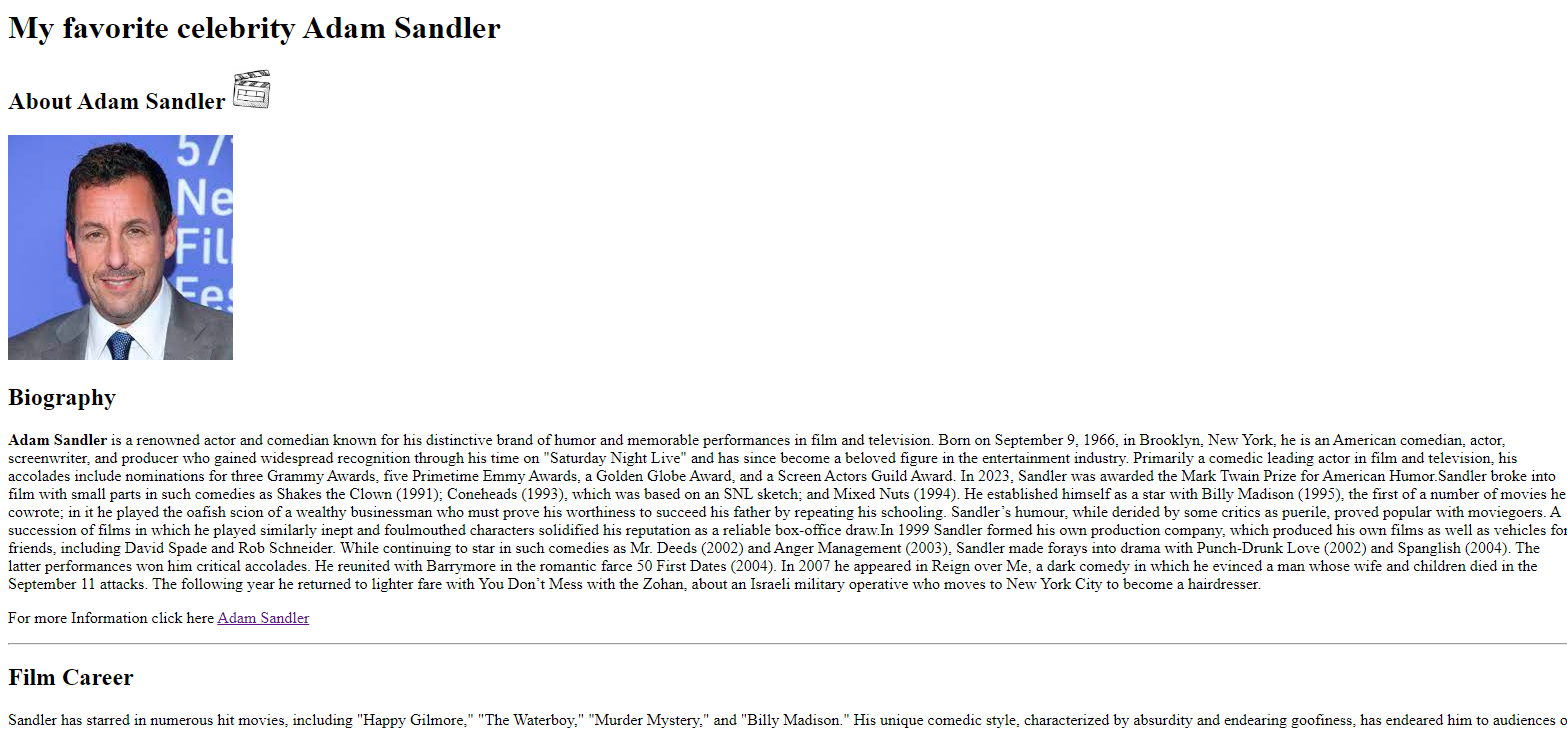 My favorite celebrity Adam Sandler
About Adam Sandler
57
Ne
Fil
Fes
Biography
Adam Sandler is a renowned actor and comedian known for his distinctive brand of humor and memorable performances in film and television. Born on September 9, 1966, in Brooklyn, New York, he is an American comedian, actor,
screenwriter, and producer who gained widespread recognition through his time on "Saturday Night Live" and has since become a beloved figure in the entertainment industry. Primarily a comedic leading actor in film and television, his
accolades include nominations for three Grammy Awards, five Primetime Emmy Awards, a Golden Globe Award, and a Screen Actors Guild Award. In 2023, Sandler was awarded the Mark Twain Prize for American Humor.Sandler broke into
film with small parts in such comedies as Shakes the Clown (1991); Coneheads (1993), which was based on an SNL sketch; and Mixed Nuts (1994). He established himself as a star with Billy Madison (1995), the first of a number of movies he
cowrote; in it he played the oafish scion of a wealthy businessman who must prove his worthiness to succeed his father by repeating his schooling. Sandler’s humour, while derided by some critics as puerile, proved popular with moviegoers. A
succession of films in which he played similarly inept and foulmouthed characters solidified his reputation as a reliable box-office draw.In 1999 Sandler formed his own production company, which produced his own films as well as vehicles for
friends, including David Spade and Rob Schneider. While continuing to star in such comedies as Mr. Deeds (2002) and Anger Management (2003), Sandler made forays into drama with Punch-Drunk Love (2002) and Spanglish (2004). The
latter performances won him critical accolades. He reunited with Barrymore in the romantic farce 50 First Dates (2004). In 2007 he appeared in Reign over Me, a dark comedy in which he evinced a man whose wife and children died in the
September 11 attacks. The following year he returned to lighter fare with You Don’t Mess with the Zohan, about an Israeli military operative who moves to New York City to become a hairdresser.
For more Information click here Adam Sandler
Film Career
Sandler has starred in numerous hit movies, including "Happy Gilmore," "The Waterboy," "Murder Mystery," and "Billy Madison." His unique comedic style, characterized by absurdity and endearing goofiness, has endeared him to audiences o